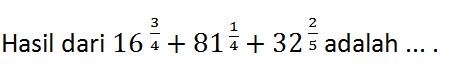 Hasil dari 16^{3/4} + 81^{1/4} + 32^{2/5} adalah ... .